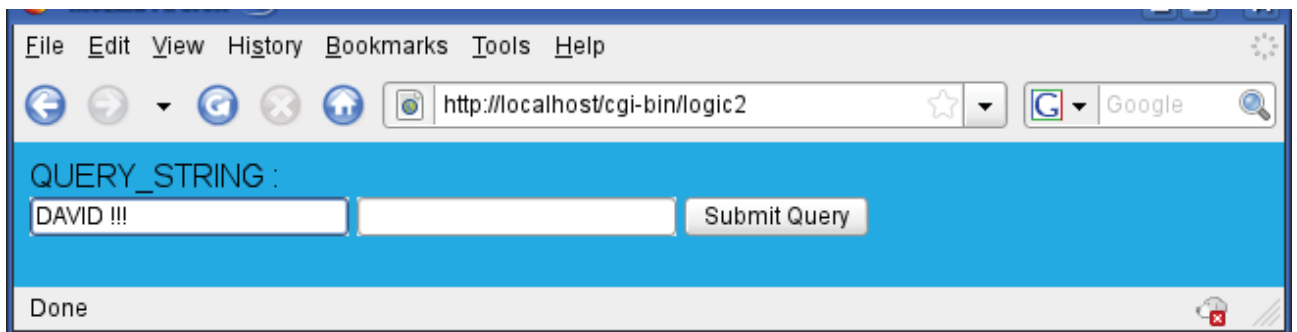 File Edit View History Bookmarks Tools Help
http://localhost/cgi-bin/logic2 G Google
QUERY_STRING :
DAVID !!! Submit Query
Done